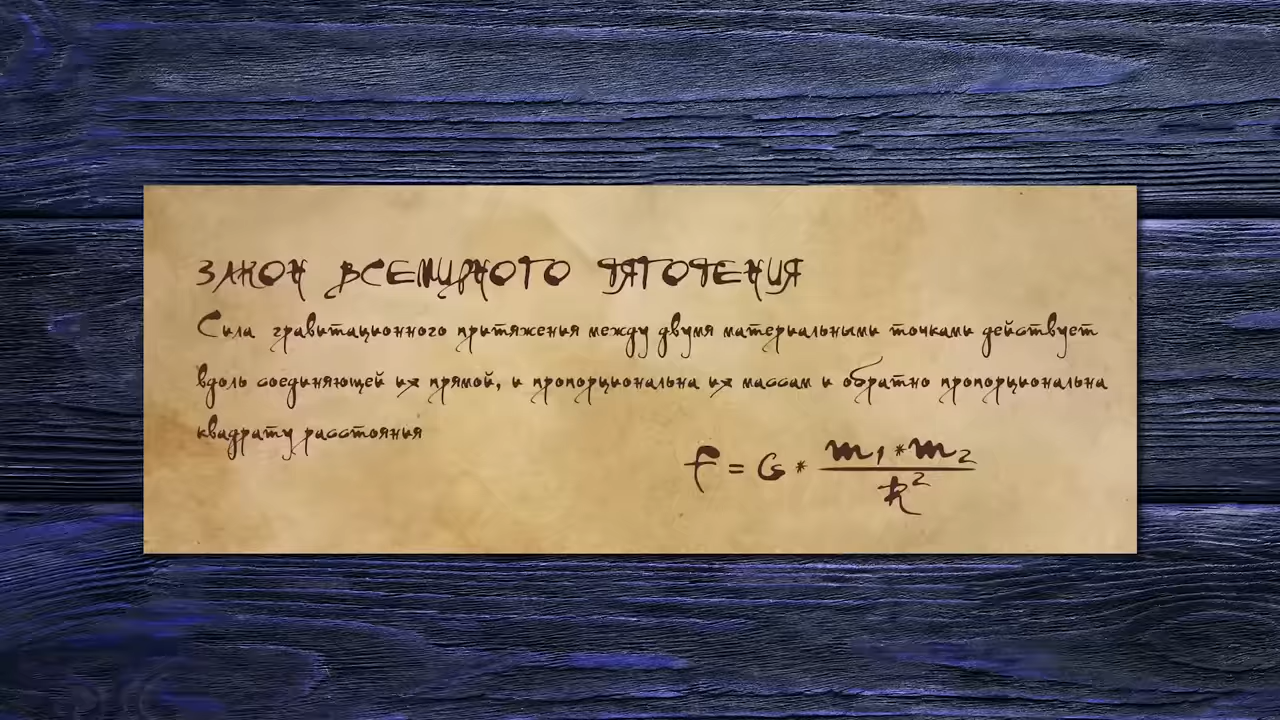 ЗАКОН ВСЕМИРНОГО ТЯГОТЕНИЯ
Сила гравитационного притяжения между двумя материальными точками действует
вдоль соединяющей их прямой, и пропорциональна их массам и обратно пропорциональна
квадрату расстояния
F = G * m₁*m₂ / R²